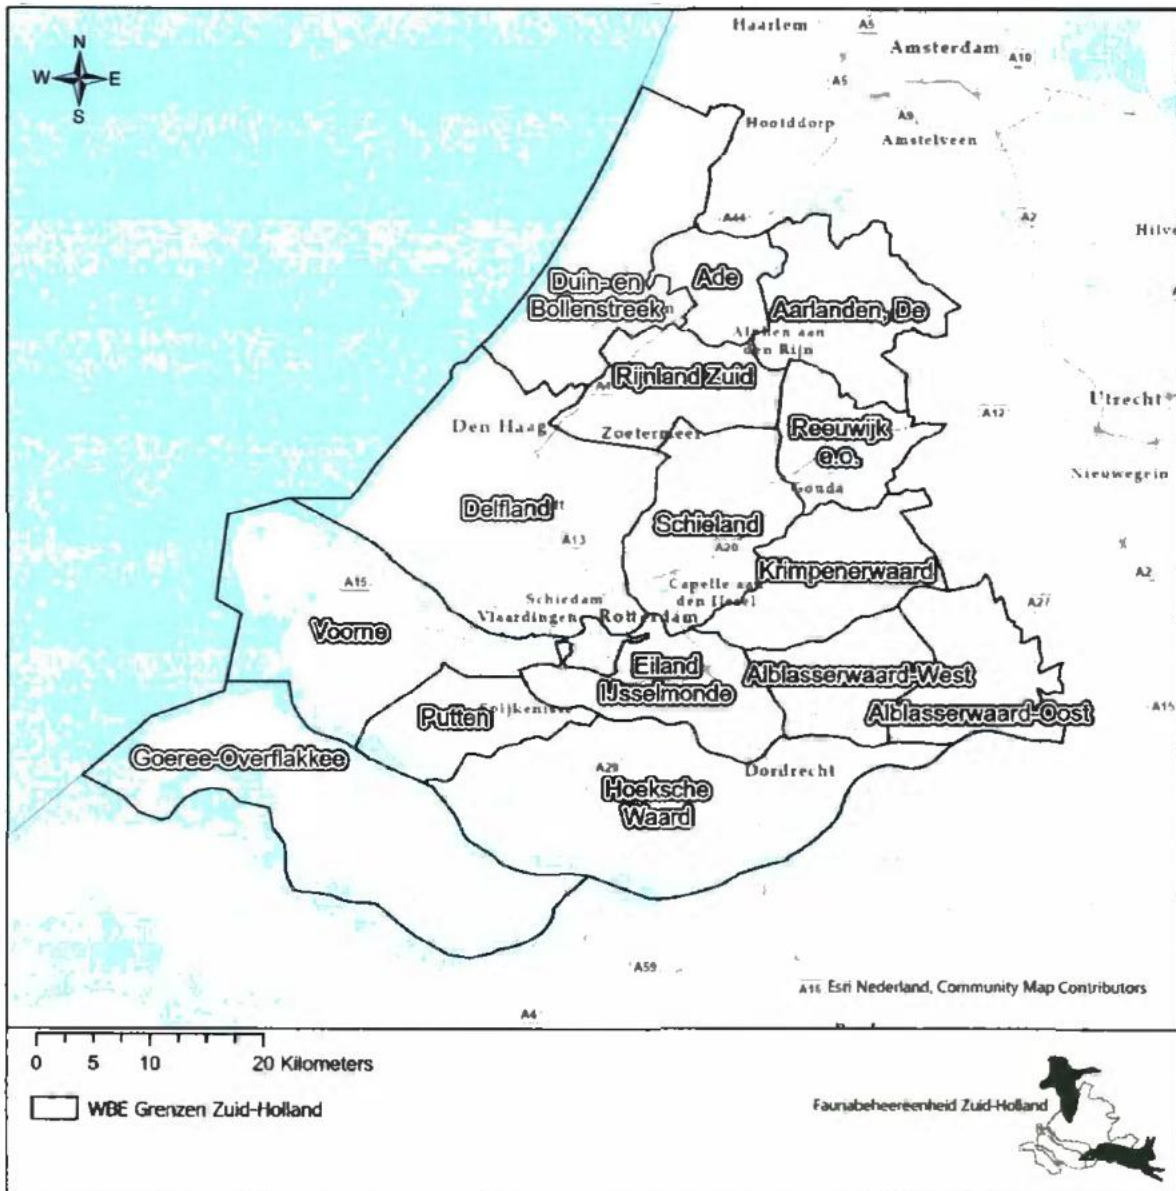 N
W E
S
Haarlem
A5
Amsterdam
A10
A5
A9
Hoofddorp
Amstelveen
A44
A2
Hilve
Duin- en
Bollenstreek
Ade
Aarlanden, De
Alphen aan
den Rijn
Rijnland Zuid
Den Haag
Zoetermeer
Reeuwijk
e.o.
A12
Utrecht
Nieuwegein
Gouda
Delfland
Schieland
A13
A20
Krimpenerwaard
A2
A15
Capelle aan
den IJssel
A27
Schiedam
Vlaardingen
Rotterdam
Voorne
Eiland
IJsselmonde
Alblasserwaard-West
Putten
Spijkenisse
Alblasserwaard-Oost
A15
Goeree-Overflakkee
A29
Dordrecht
Hoeksche
Waard
A59
A16 Esri Nederland, Community Map Contributors
A4
0 5 10 20 Kilometers
WBE Grenzen Zuid-Holland
Faunabeheereenheid Zuid-Holland